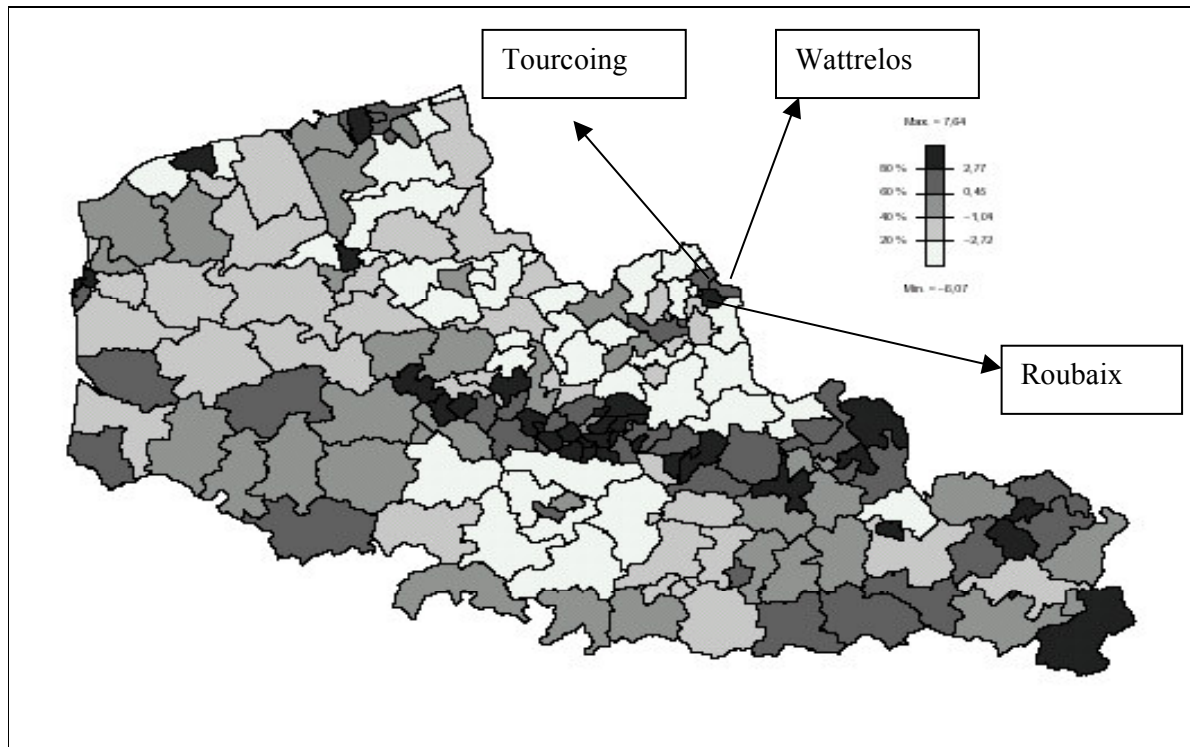 Tourcoing
Wattrelos
Max. = 7,64
80 % 2,77
60 % 0,45
40 % −1,04
20 % −2,72
Min. = −6,07
Roubaix